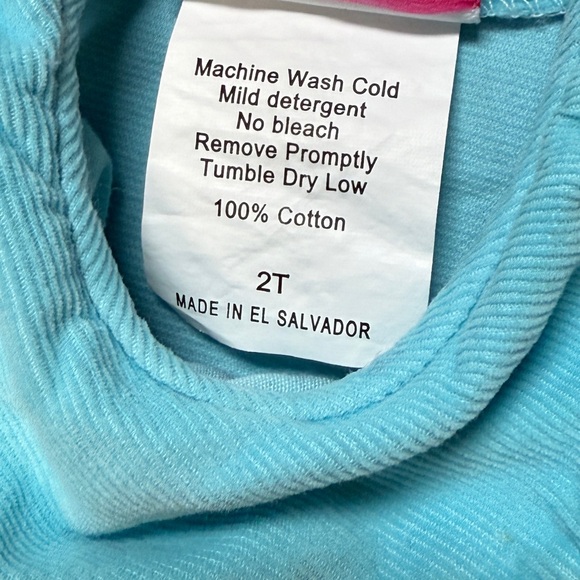 Machine Wash Cold
Mild detergent
No bleach
Remove Promptly
Tumble Dry Low
100% Cotton
2T
MADE IN EL SALVADOR